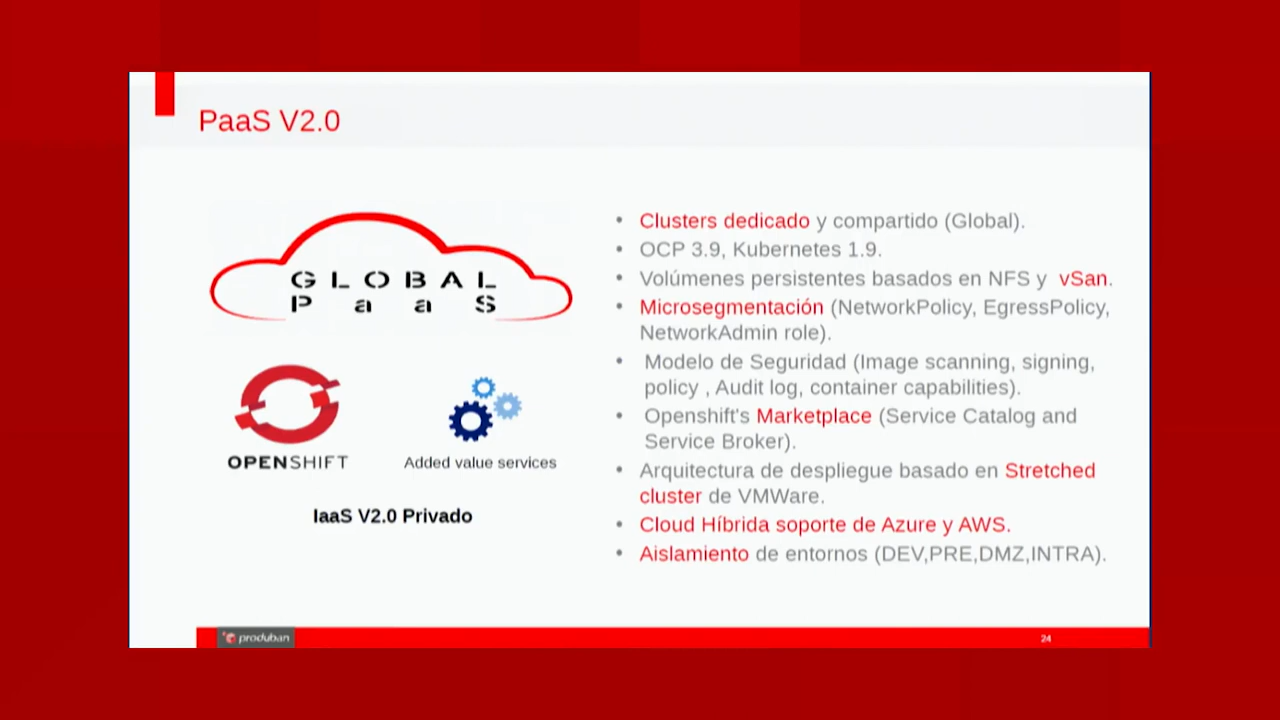 PaaS V2.0
GLOBAL
PaaS
OPENSHIFT
Added value services
IaaS V2.0 Privado
• Clusters dedicado y compartido (Global).
• OCP 3.9, Kubernetes 1.9.
• Volúmenes persistentes basados en NFS y vSan.
• Microsegmentación (NetworkPolicy, EgressPolicy,
NetworkAdmin role).
• Modelo de Seguridad (Image scanning, signing,
policy , Audit log, container capabilities).
• Openshift's Marketplace (Service Catalog and
Service Broker).
• Arquitectura de despliegue basado en Stretched
cluster de VMWare.
• Cloud Híbrida soporte de Azure y AWS.
• Aislamiento de entornos (DEV,PRE,DMZ,INTRA).
produban
24